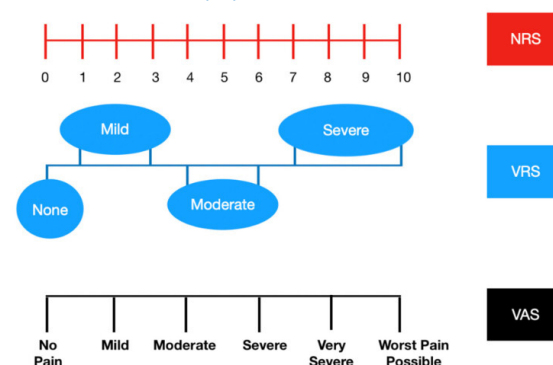 NRS
0 1 2 3 4 5 6 7 8 9 10
Mild
Severe
VRS
None
Moderate
VAS
No Pain
Mild
Moderate
Severe
Very Severe
Worst Pain Possible